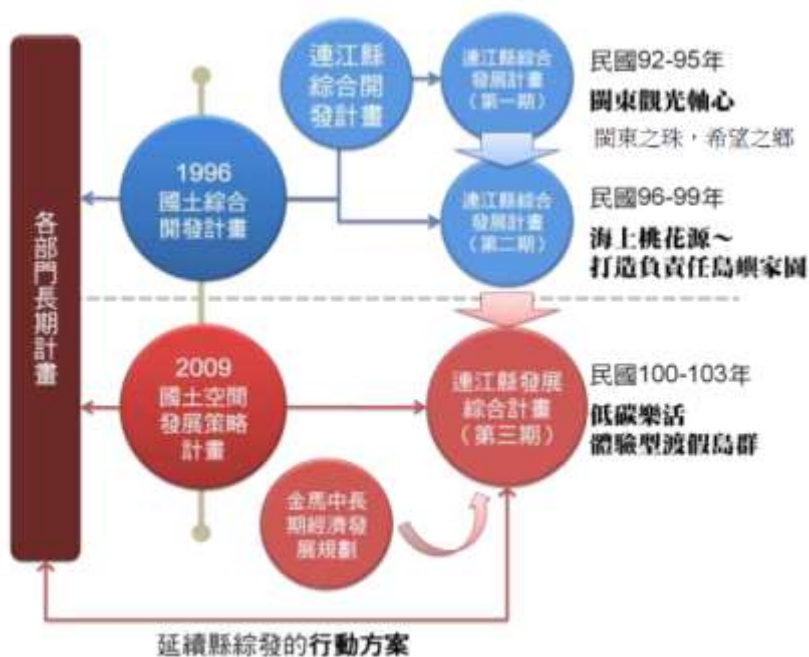 各部門長期計畫
1996
國土綜合
開發計畫
連江縣
綜合開
發計畫
連江縣綜合
發展計畫
(第一期)
民國92-95年
閩東觀光軸心
閩東之珠，希望之鄉
連江縣綜合
發展計畫
(第二期)
民國96-99年
海上桃花源～
打造負責任島嶼家園
2009
國土空間
發展策略
計畫
連江縣發展
綜合計畫
(第三期)
民國100-103年
低碳樂活
體驗型渡假島群
金馬中長
期經濟發
展規劃
延續縣綜發的行動方案